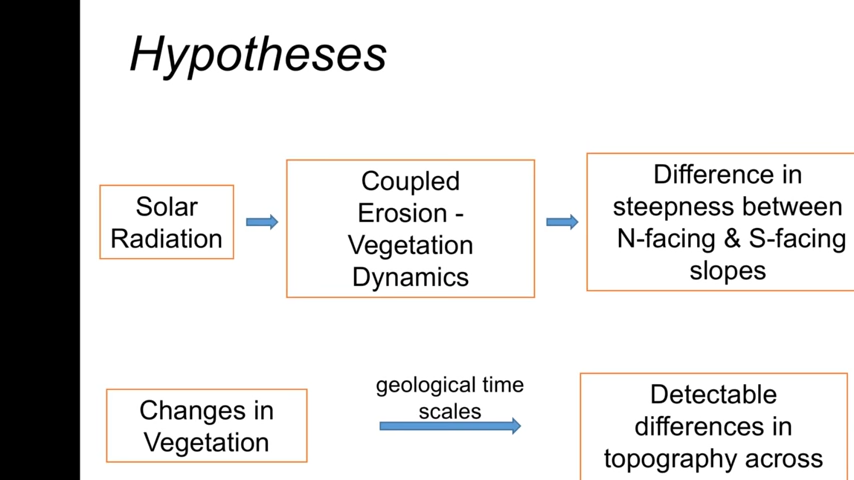 Hypotheses
Solar
Radiation
Coupled
Erosion -
Vegetation
Dynamics
Difference in
steepness between
N-facing & S-facing
slopes
Changes in
Vegetation
geological time
scales
Detectable
differences in
topography across